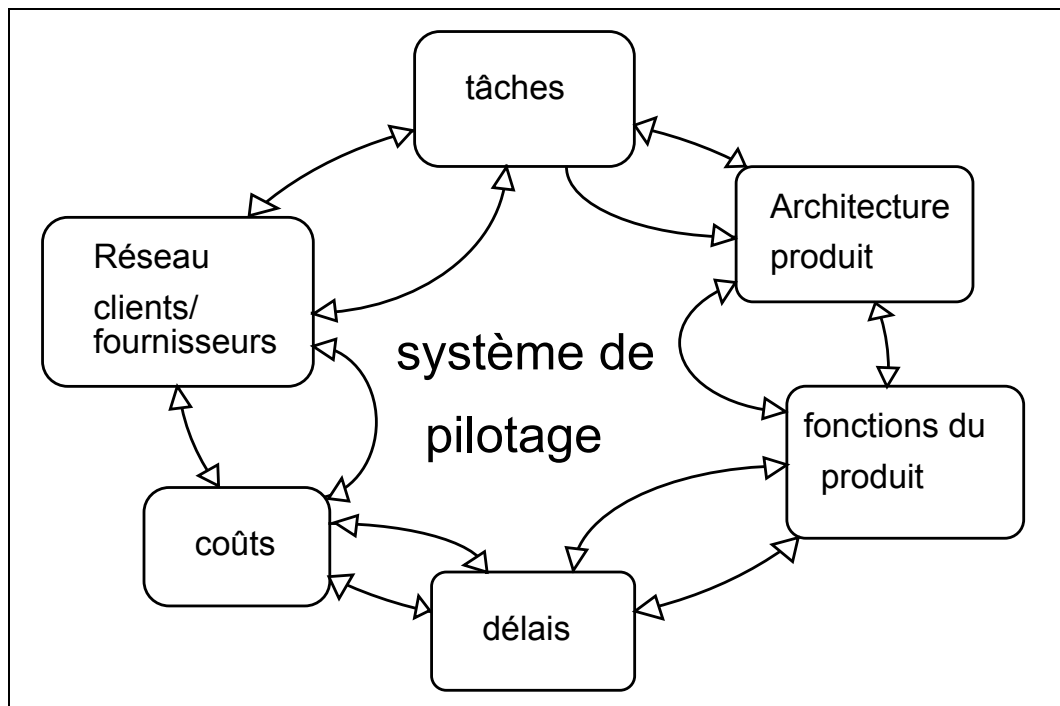 tâches
Architecture
produit
Réseau
clients/
fournisseurs
système de
pilotage
fonctions du
produit
coûts
délais